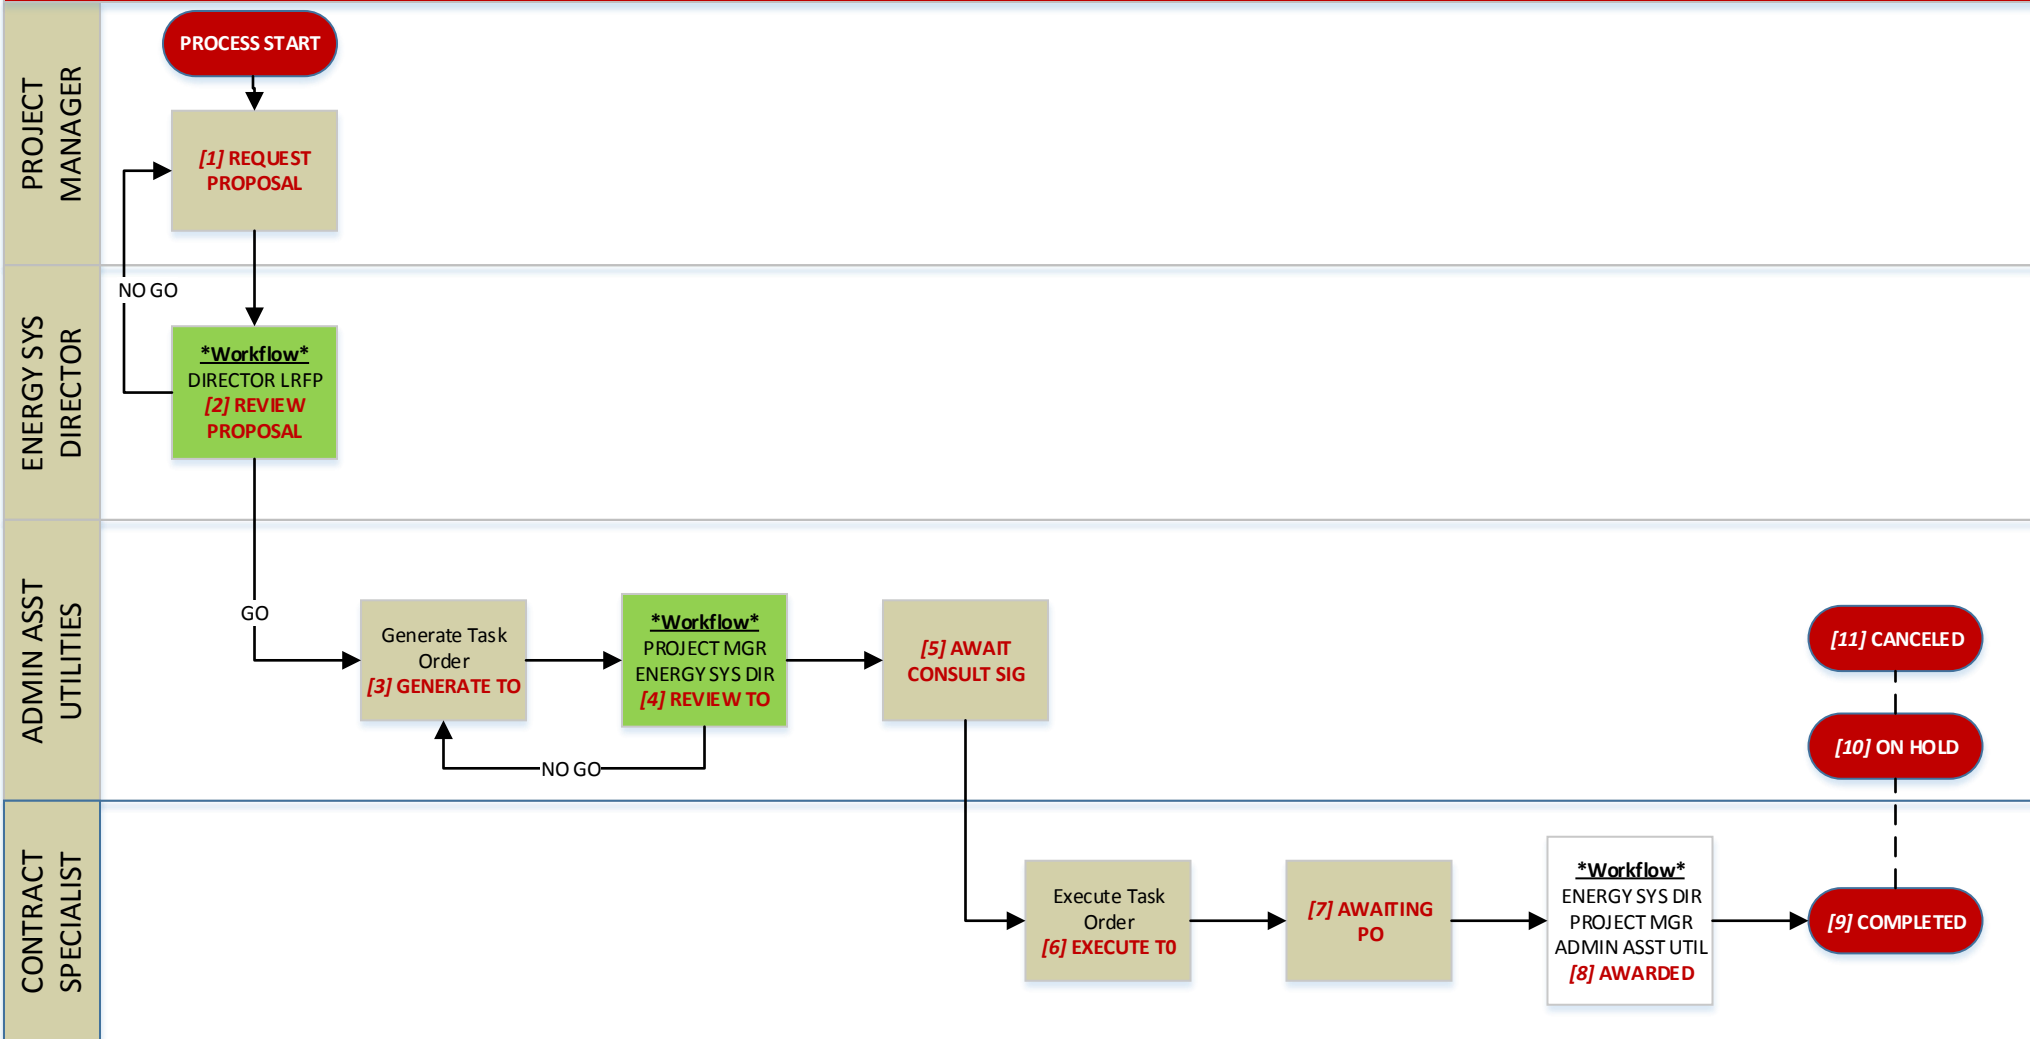 PROJECT
MANAGER
PROCESS START
[1] REQUEST
PROPOSAL
NO GO
ENERGY SYS
DIRECTOR
*Workflow*
DIRECTOR LRFP
[2] REVIEW
PROPOSAL
GO
ADMIN ASST
UTILITIES
Generate Task
Order
[3] GENERATE TO
*Workflow*
PROJECT MGR
ENERGY SYS DIR
[4] REVIEW TO
NO GO
[5] AWAIT
CONSULT SIG
[11] CANCELED
[10] ON HOLD
CONTRACT
SPECIALIST
Execute Task
Order
[6] EXECUTE T0
[7] AWAITING
PO
*Workflow*
ENERGY SYS DIR
PROJECT MGR
ADMIN ASST UTIL
[8] AWARDED
[9] COMPLETED